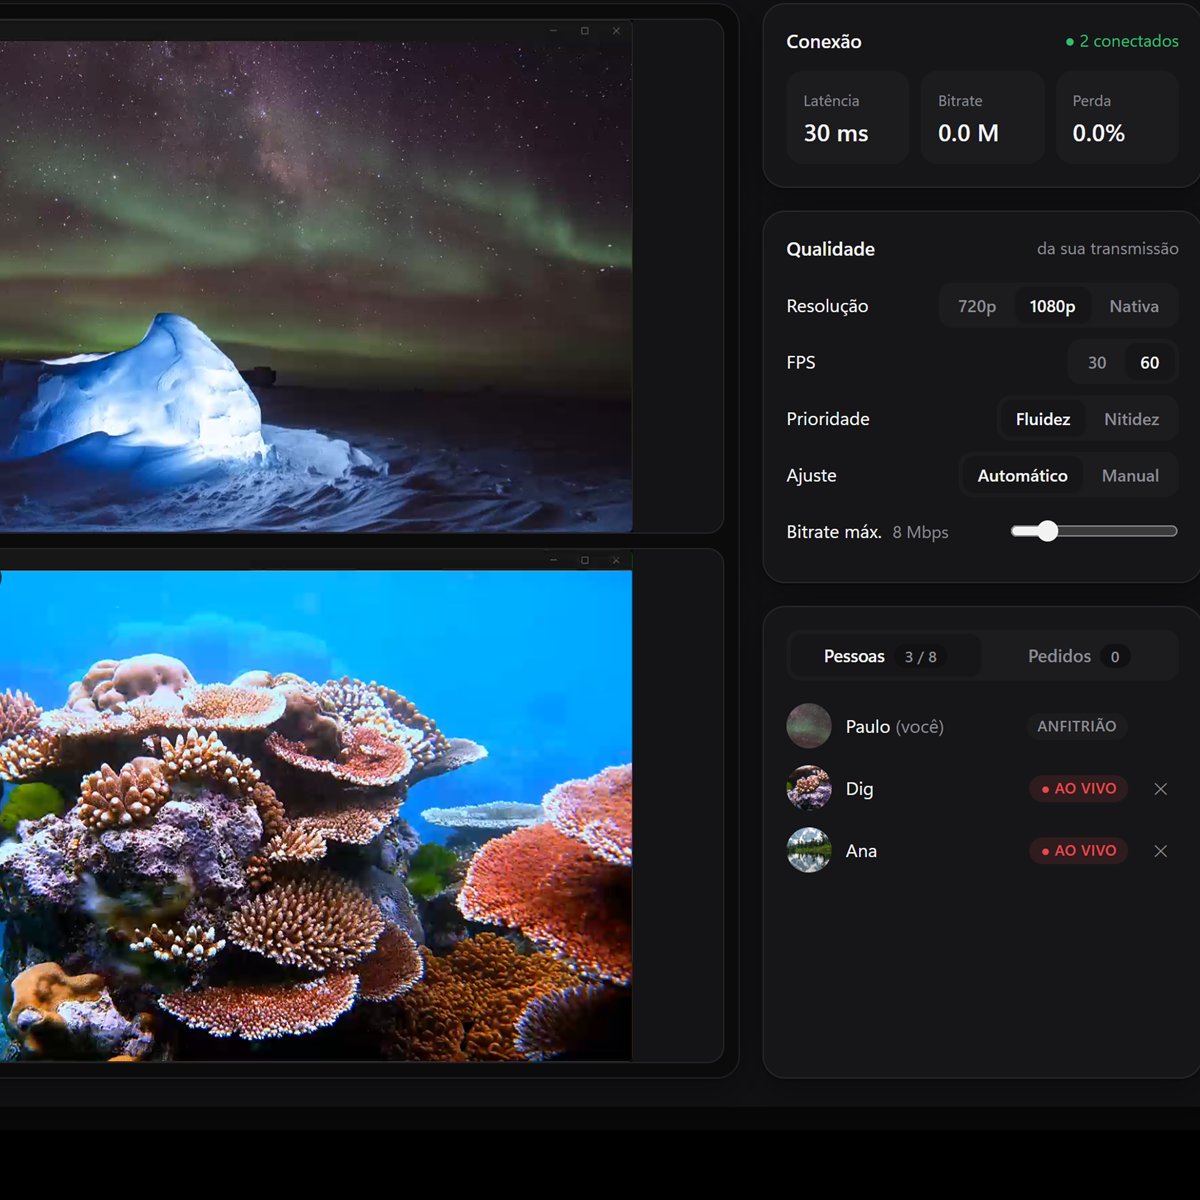 Conexão
2 conectados
Latência
Bitrate
Perda
30 ms
0.0 M
0.0%
Qualidade
da sua transmissão
Resolução
720p
1080p
Nativa
FPS
30
60
Prioridade
Fluidez
Nitidez
Ajuste
Automático
Manual
Bitrate máx. 8 Mbps
Pessoas 3 / 8
Pedidos 0
Paulo (você)
ANFITRIÃO
Dig
AO VIVO
Ana
AO VIVO